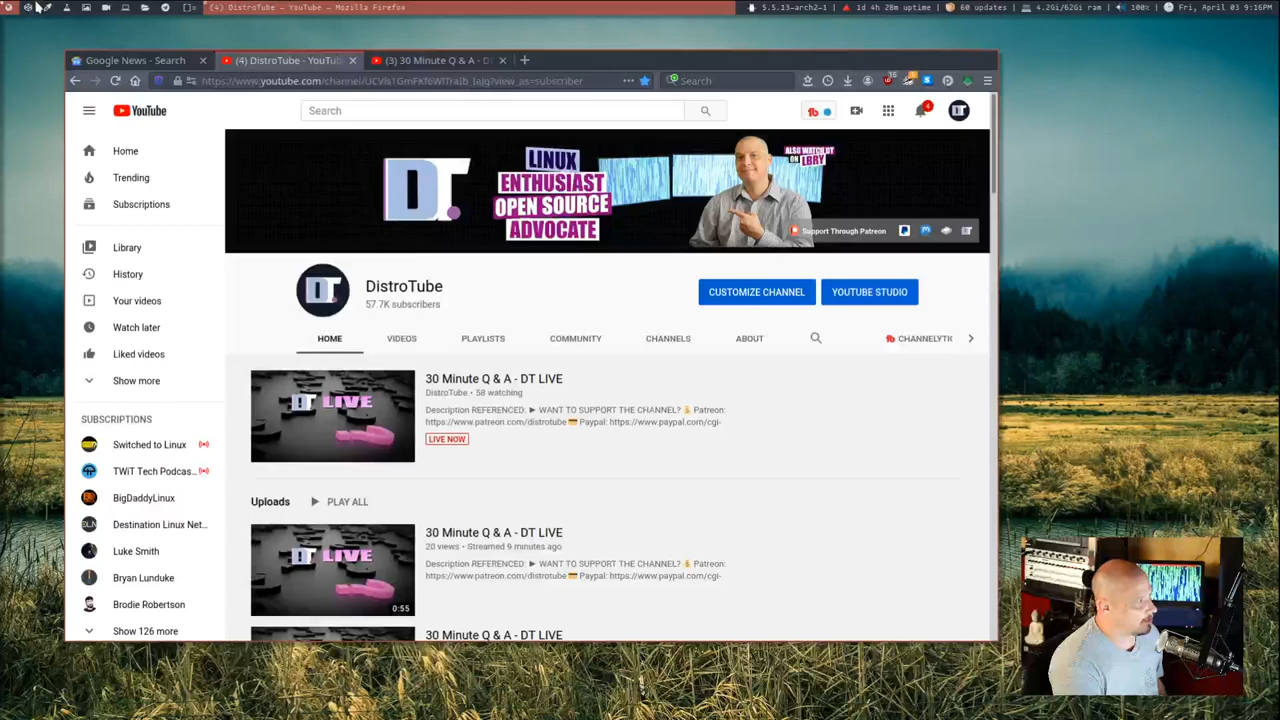 (4) DistroTube - YouTube - Mozilla Firefox
5.5.13-arch2-1 | 1d 4h 28m uptime | 60 updates | 4.2Gi/62Gi ram | 100% | Fri, April 03 9:16PM
Google News - Search
(4) DistroTube - YouTub
(3) 30 Minute Q & A - D
Search
YouTube
Search
4
Home
Trending
Subscriptions
Library
History
Your videos
Watch later
Liked videos
Show more
SUBSCRIPTIONS
Switched to Linux
TWiT Tech Podcas...
BigDaddyLinux
Destination Linux Net...
Luke Smith
Bryan Lunduke
Brodie Robertson
Show 126 more
DT
LINUX
ENTHUSIAST
OPEN SOURCE
ADVOCATE
ALSO WATCH DT
ON LBRY
Support Through Patreon
DT
DistroTube
57.7K subscribers
CUSTOMIZE CHANNEL
YOUTUBE STUDIO
HOME
VIDEOS
PLAYLISTS
COMMUNITY
CHANNELS
ABOUT
CHANNELYTIC
DT LIVE
30 Minute Q & A - DT LIVE
DistroTube • 58 watching
Description REFERENCED: ► WANT TO SUPPORT THE CHANNEL? Patreon:
https://www.patreon.com/distrotube Paypal: https://www.paypal.com/cgi-
LIVE NOW
Uploads
PLAY ALL
DT LIVE
0:55
30 Minute Q & A - DT LIVE
20 views • Streamed 9 minutes ago
Description REFERENCED: ► WANT TO SUPPORT THE CHANNEL? Patreon:
https://www.patreon.com/distrotube Paypal: https://www.paypal.com/cgi-
30 Minute Q & A - DT LIVE